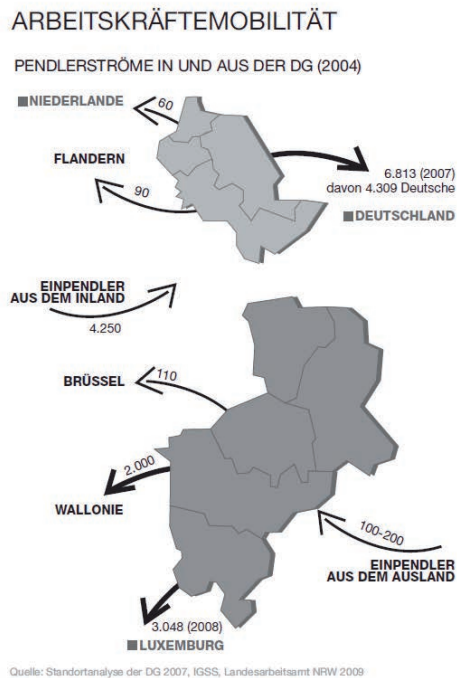 ARBEITSKRÄFTEMOBILITÄT
PENDLERSTRÖME IN UND AUS DER DG (2004)
NIEDERLANDE
60
FLANDERN
90
6.813 (2007)
davon 4.309 Deutsche
DEUTSCHLAND
EINPENDLER
AUS DEM INLAND
4.250
BRÜSSEL
110
2.000
WALLONIE
100-200
EINPENDLER
AUS DEM AUSLAND
3.048 (2008)
LUXEMBURG
Quelle: Standortanalyse der DG 2007, IGSS, Landesarbeitsamt NRW 2009